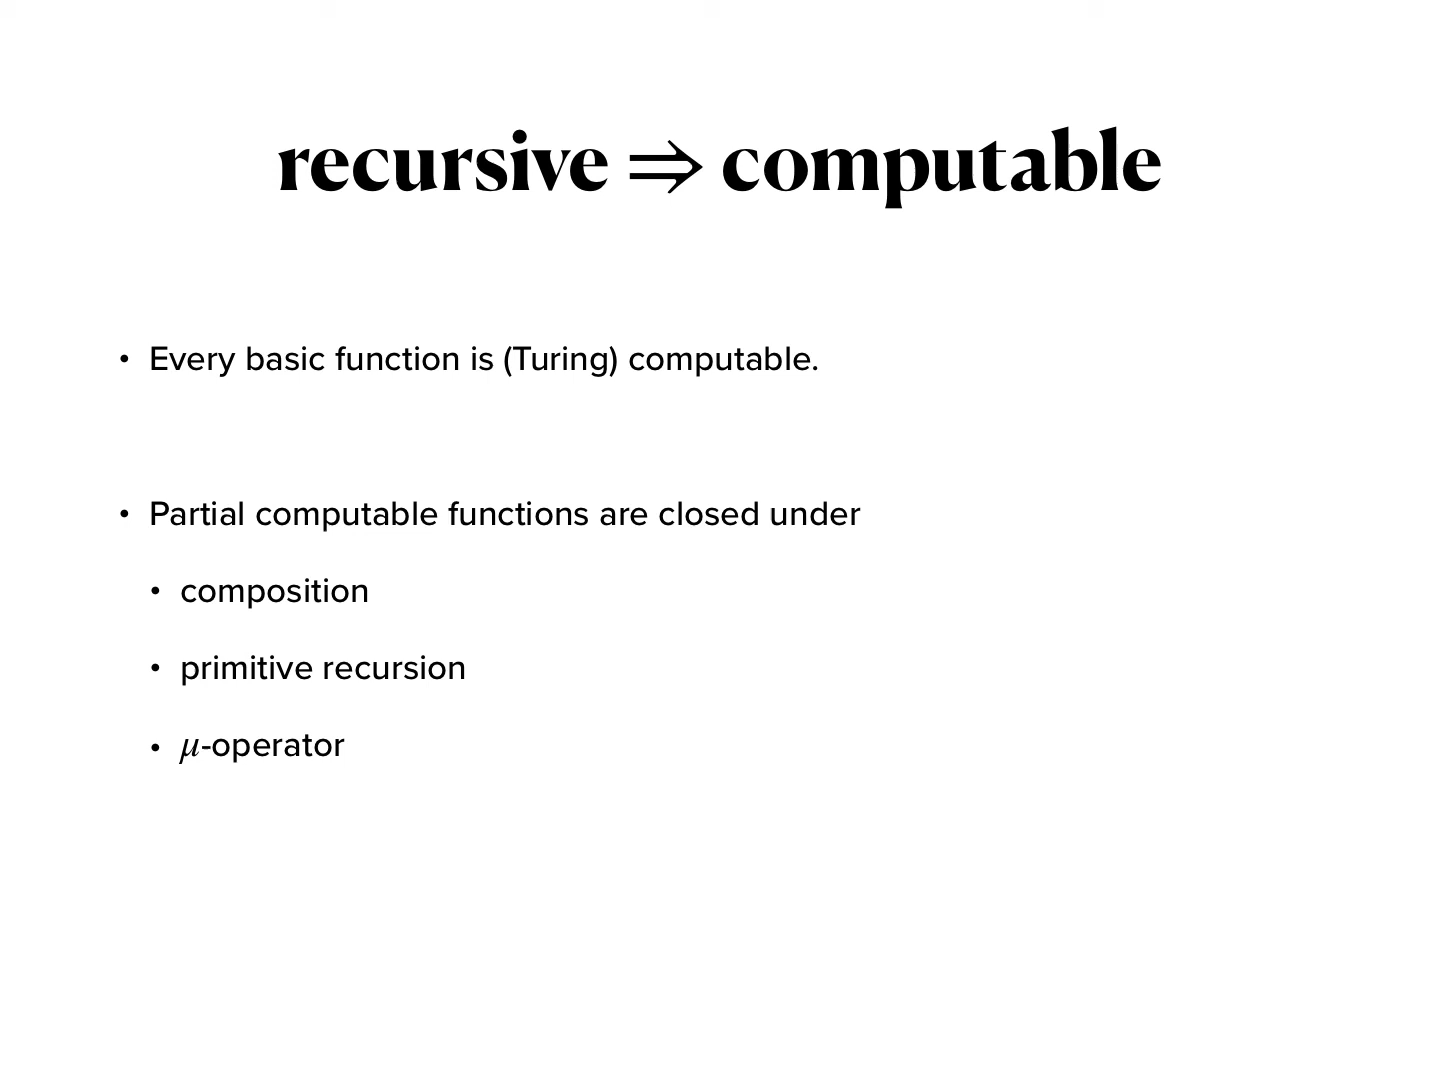 recursive ⇒ computable
• Every basic function is (Turing) computable.
• Partial computable functions are closed under
• composition
• primitive recursion
• μ-operator